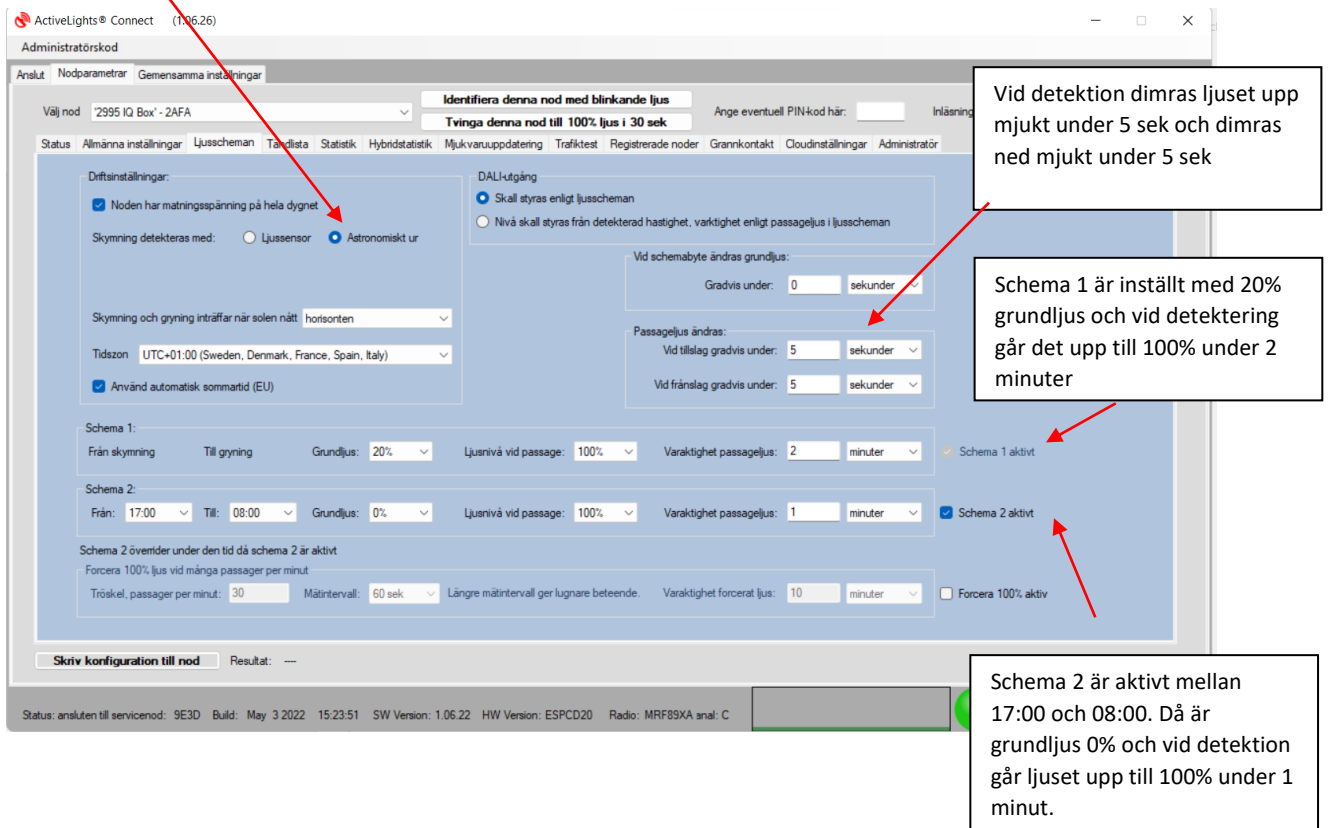 ActiveLights® Connect (1.06.26)
Administratörskod
Anslut Nodparametrar Gemensamma inställningar
Välj nod '2995 IQ Box' - 2AFA
Identifiera denna nod med blinkande ljus
Tvinga denna nod till 100% ljus i 30 sek
Ange eventuell PIN-kod här:
Inläsning
Status Allmänna inställningar Ljusscheman Tändlista Statistik Hybridstatistik Mjukvaruuppdatering Trafiktest Registrerade noder Grannkontakt Cloudinställningar Administratör
Driftsinställningar:
Noden har matningsspänning på hela dygnet
Skymning detekteras med: Ljussensor Astronomiskt ur
Skymning och gryning inträffar när solen nått horisonten
Tidszon UTC+01:00 (Sweden, Denmark, France, Spain, Italy)
Använd automatisk sommartid (EU)
DALI-utgång
Skall styras enligt ljusscheman
Nivå skall styras från detekterad hastighet, varktighet enligt passageljus i ljusscheman
Vid schemabyte ändras grundljus:
Gradvis under: 0 sekunder
Passageljus ändras:
Vid tillslag gradvis under: 5 sekunder
Vid frånslag gradvis under: 5 sekunder
Schema 1:
Från skymning Till gryning Grundljus: 20% Ljusnivå vid passage: 100% Varaktighet passageljus: 2 minuter Schema 1 aktivt
Schema 2:
Från: 17:00 Till: 08:00 Grundljus: 0% Ljusnivå vid passage: 100% Varaktighet passageljus: 1 minuter Schema 2 aktivt
Schema 2 överrider under den tid då schema 2 är aktivt
Forcera 100% ljus vid många passager per minut
Tröskel, passager per minut: 30 Mätintervall: 60 sek Längre mätintervall ger lugnare beteende. Varaktighet forcerat ljus: 10 minuter Forcera 100% aktiv
Skriv konfiguration till nod Resultat: ----
Status: ansluten till servicenod: 9E3D Build: May 3 2022 15:23:51 SW Version: 1.06.22 HW Version: ESPCD20 Radio: MRF89XA anal: C
Vid detektion dimras ljuset upp
mjukt under 5 sek och dimras
ned mjukt under 5 sek
Schema 1 är inställt med 20%
grundljus och vid detektering
går det upp till 100% under 2
minuter
Schema 2 är aktivt mellan
17:00 och 08:00. Då är
grundljus 0% och vid detektion
går ljuset upp till 100% under 1
minut.